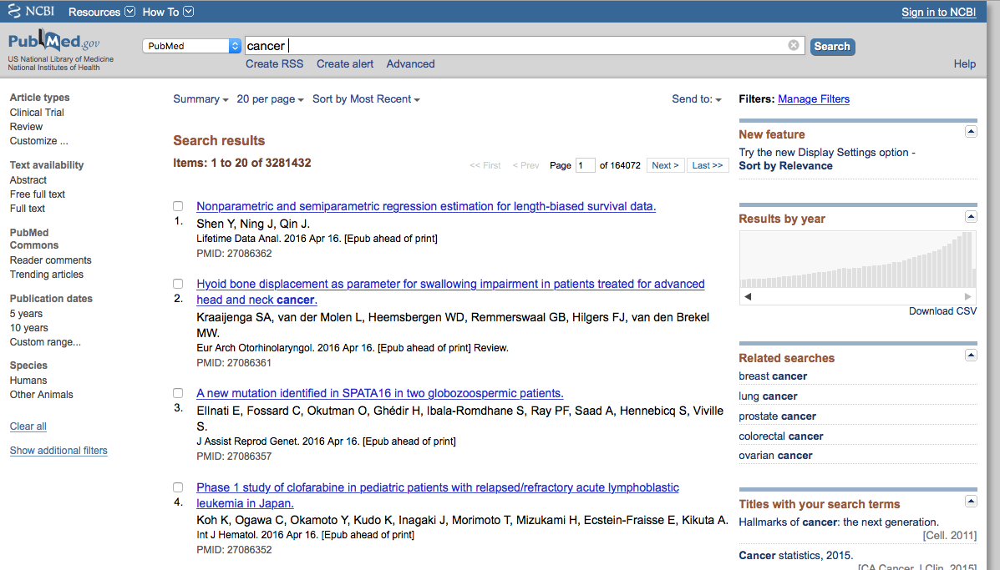 NCBI Resources How To Sign in to NCBI
PubMed.gov
US National Library of Medicine
National Institutes of Health
PubMed
cancer
Search
Create RSS Create alert Advanced
Help
Article types
Clinical Trial
Review
Customize ...
Text availability
Abstract
Free full text
Full text
PubMed
Commons
Reader comments
Trending articles
Publication dates
5 years
10 years
Custom range...
Species
Humans
Other Animals
Clear all
Show additional filters
Summary 20 per page Sort by Most Recent Send to:
Search results
Items: 1 to 20 of 3281432
<< First < Prev Page 1 of 164072 Next > Last >>
Nonparametric and semiparametric regression estimation for length-biased survival data.
1. Shen Y, Ning J, Qin J.
Lifetime Data Anal. 2016 Apr 16. [Epub ahead of print]
PMID: 27086362
Hyoid bone displacement as parameter for swallowing impairment in patients treated for advanced
2. head and neck cancer.
Kraaijenga SA, van der Molen L, Heemsbergen WD, Remmerswaal GB, Hilgers FJ, van den Brekel
MW.
Eur Arch Otorhinolaryngol. 2016 Apr 16. [Epub ahead of print] Review.
PMID: 27086361
A new mutation identified in SPATA16 in two globozoospermic patients.
3. ElInati E, Fossard C, Okutman O, Ghédir H, Ibala-Romdhane S, Ray PF, Saad A, Hennebicq S, Viville
S.
J Assist Reprod Genet. 2016 Apr 16. [Epub ahead of print]
PMID: 27086357
Phase 1 study of clofarabine in pediatric patients with relapsed/refractory acute lymphoblastic
4. leukemia in Japan.
Koh K, Ogawa C, Okamoto Y, Kudo K, Inagaki J, Morimoto T, Mizukami H, Ecstein-Fraisse E, Kikuta A.
Int J Hematol. 2016 Apr 16. [Epub ahead of print]
PMID: 27086352
Filters: Manage Filters
New feature
Try the new Display Settings option -
Sort by Relevance
Results by year
Download CSV
Related searches
breast cancer
lung cancer
prostate cancer
colorectal cancer
ovarian cancer
Titles with your search terms
Hallmarks of cancer: the next generation.
[Cell. 2011]
Cancer statistics, 2015.
[CA Cancer J Clin. 2015]